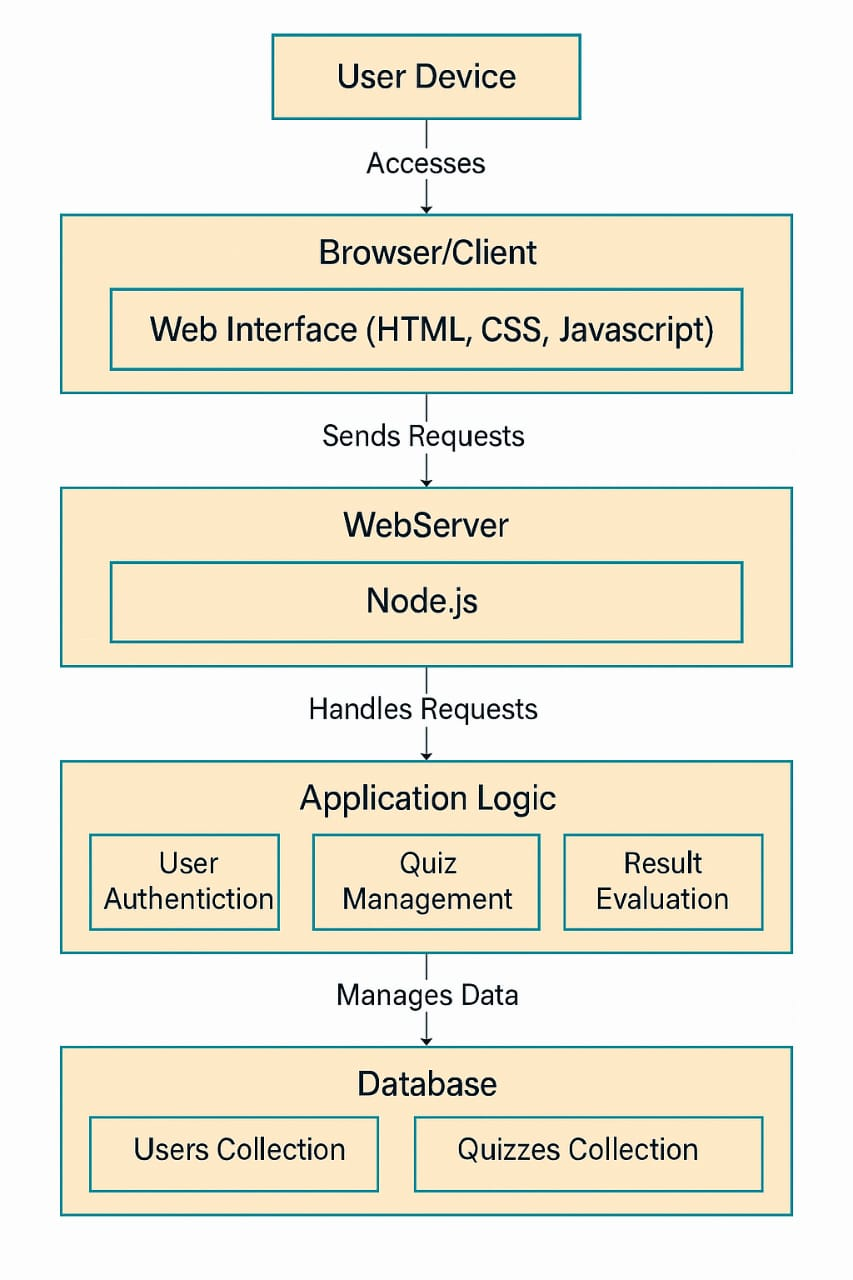 User Device
Accesses
Browser/Client
Web Interface (HTML, CSS, Javascript)
Sends Requests
WebServer
Node.js
Handles Requests
Application Logic
User
Authentiction
Quiz
Management
Result
Evaluation
Manages Data
Database
Users Collection
Quizzes Collection